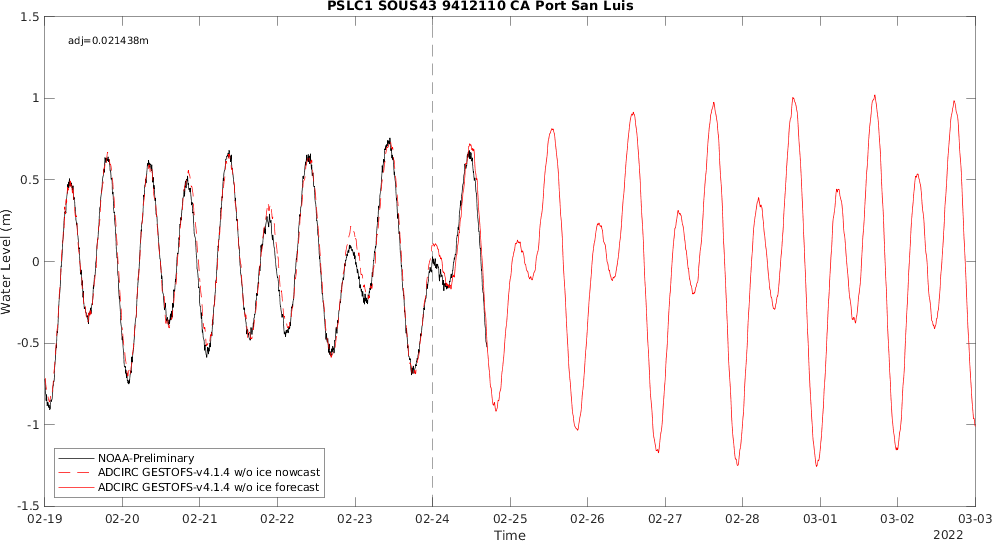 PSLC1 SOUS43 9412110 CA Port San Luis
adj=0.021438m
1.5
1
0.5
0
-0.5
-1
-1.5
Water Level (m)
NOAA-Preliminary
ADCIRC GESTOFS-v4.1.4 w/o ice nowcast
ADCIRC GESTOFS-v4.1.4 w/o ice forecast
02-19 02-20 02-21 02-22 02-23 02-24 02-25 02-26 02-27 02-28 03-01 03-02 03-03
Time
2022